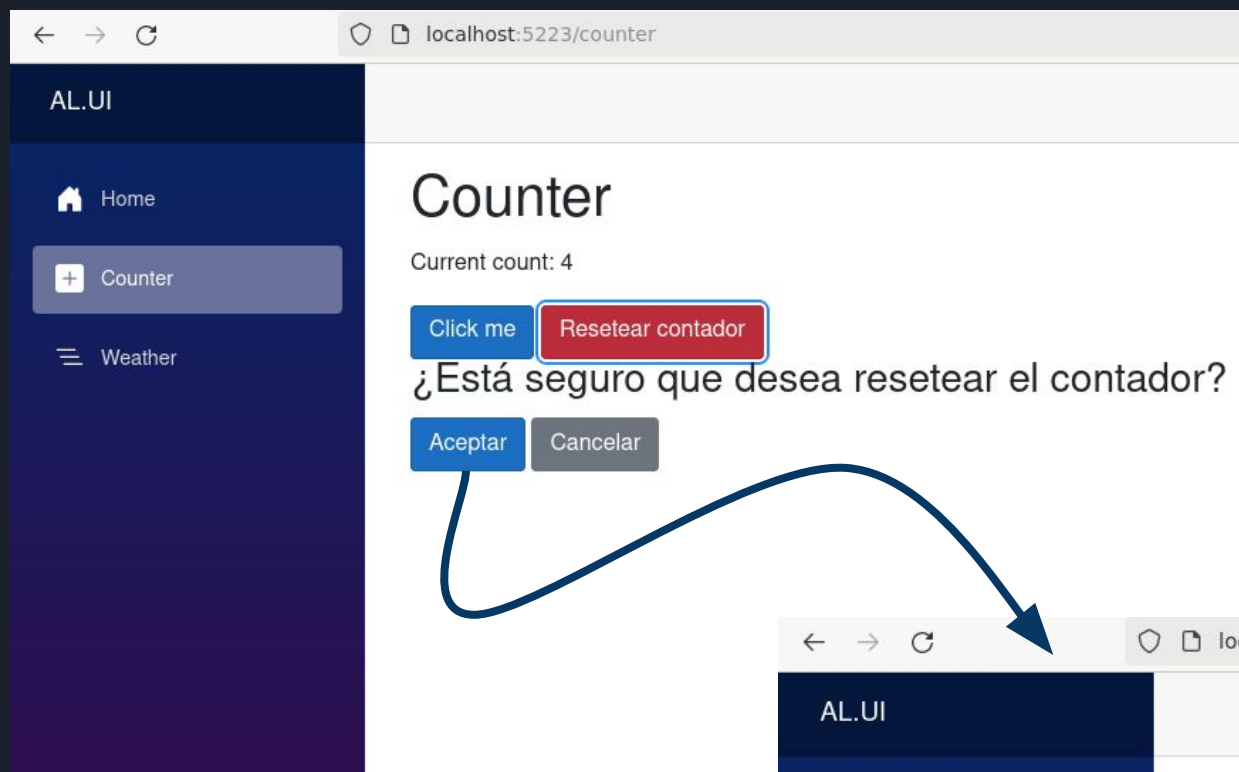 localhost:5223/counter
AL.UI
Home
Counter
Weather
Counter
Current count: 4
Click me Resetear contador
¿Está seguro que desea resetear el contador?
Aceptar Cancelar
AL.UI